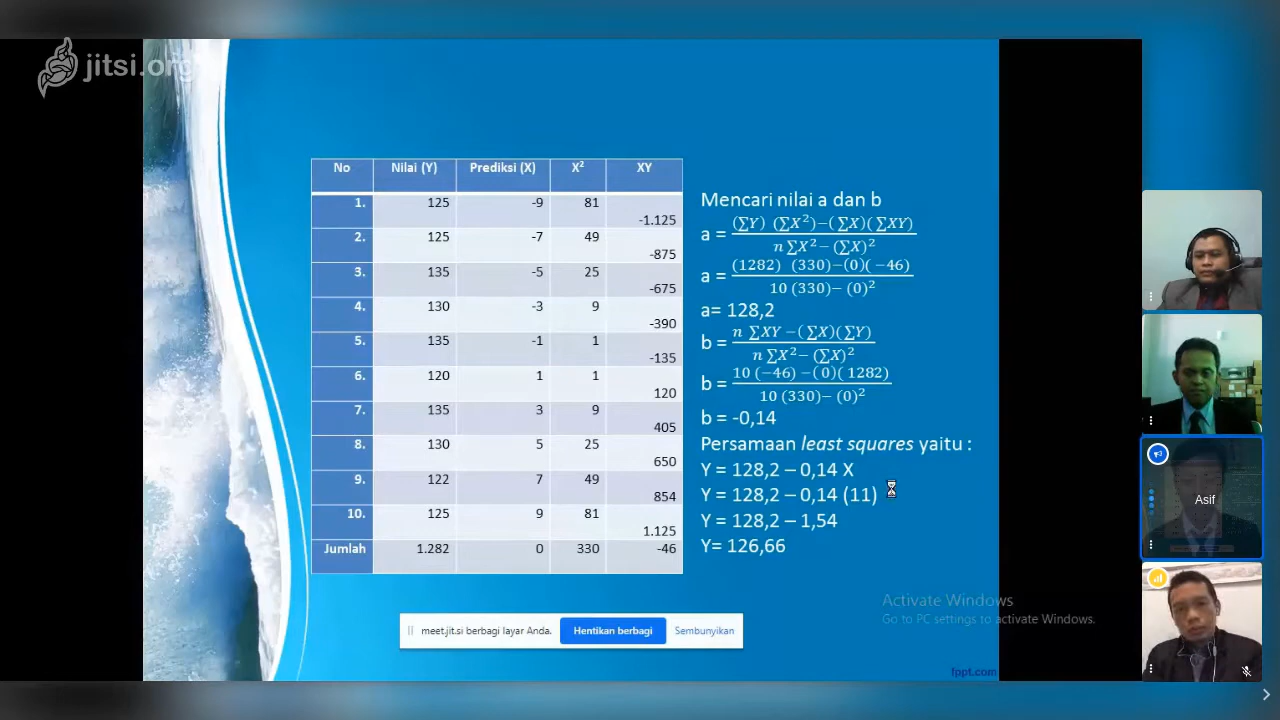 jitsi.org
No Nilai (Y) Prediksi (X) X² XY
1. 125 -9 81 -1.125
2. 125 -7 49 -875
3. 135 -5 25 -675
4. 130 -3 9 -390
5. 135 -1 1 -135
6. 120 1 1 120
7. 135 3 9 405
8. 130 5 25 650
9. 122 7 49 854
10. 125 9 81 1.125
Jumlah 1.282 0 330 -46
Mencari nilai a dan b
a = (∑Y) (∑X²)−(∑X)(∑XY) / n ∑X²− (∑X)²
a = (1282) (330)−(0)(−46) / 10 (330)− (0)²
a= 128,2
b = n ∑XY −(∑X)(∑Y) / n ∑X²− (∑X)²
b = 10 (−46) −(0)(1282) / 10 (330)− (0)²
b = -0,14
Persamaan least squares yaitu :
Y = 128,2 – 0,14 X
Y = 128,2 – 0,14 (11)
Y = 128,2 – 1,54
Y= 126,66
Asif
Activate Windows
Go to PC settings to activate Windows.
meet.jit.si berbagi layar Anda. Hentikan berbagi Sembunyikan
fppt.com